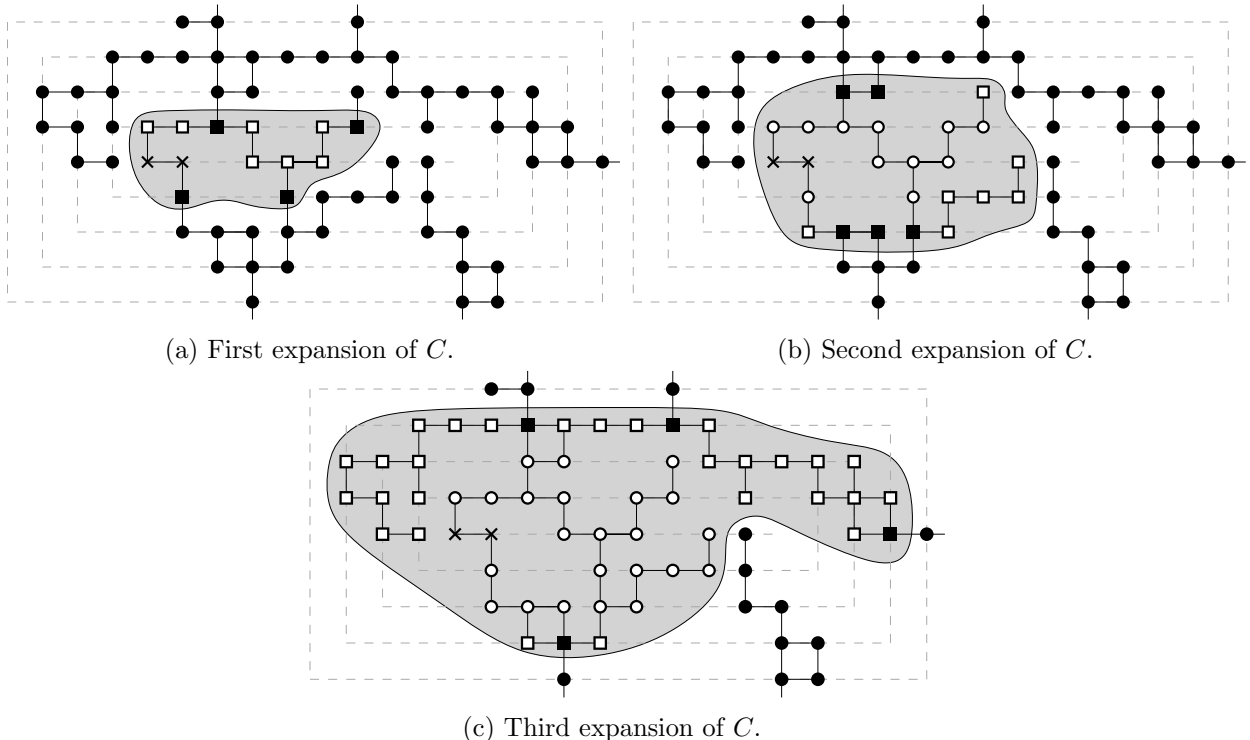 (a) First expansion of C.
(b) Second expansion of C.
(c) Third expansion of C.